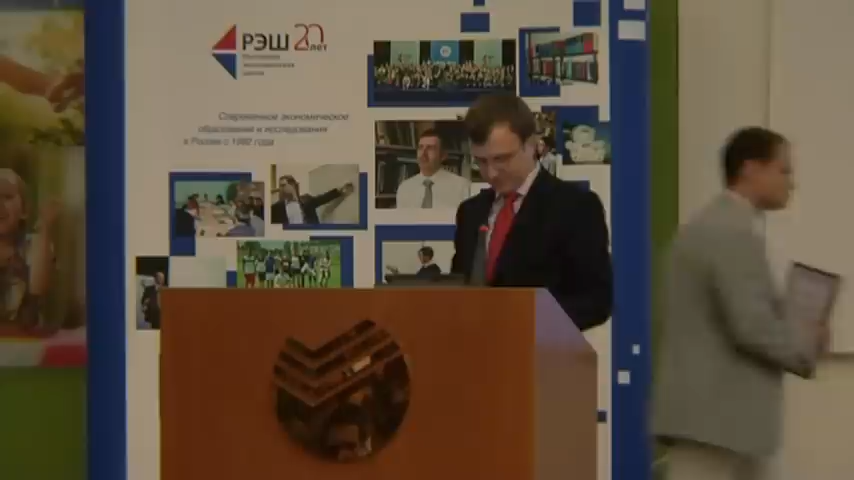 РЭШ 20
лет
Российская
экономическая
школа
Современное экономическое
образование и исследования
в России с 1992 года